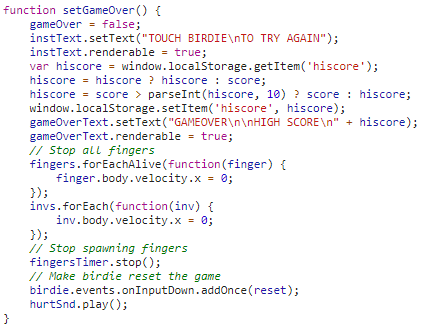 function setGameOver() {
    gameOver = false;
    instText.setText("TOUCH BIRDIE\nTO TRY AGAIN");
    instText.renderable = true;
    var hiscore = window.localStorage.getItem('hiscore');
    hiscore = hiscore ? hiscore : score;
    hiscore = score > parseInt(hiscore, 10) ? score : hiscore;
    window.localStorage.setItem('hiscore', hiscore);
    gameOverText.setText("GAMEOVER\n\nHIGH SCORE\n" + hiscore);
    gameOverText.renderable = true;
    // Stop all fingers
    fingers.forEachAlive(function(finger) {
        finger.body.velocity.x = 0;
    });
    invs.forEach(function(inv) {
        inv.body.velocity.x = 0;
    });
    // Stop spawning fingers
    fingersTimer.stop();
    // Make birdie reset the game
    birdie.events.onInputDown.addOnce(reset);
    hurtSnd.play();
}